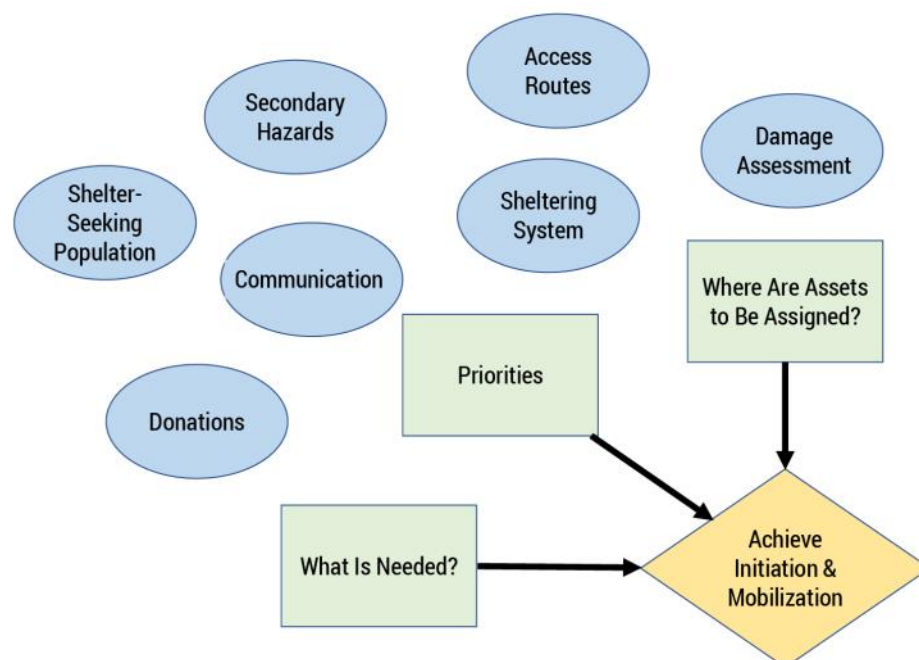 Access
Routes
Secondary
Hazards
Damage
Assessment
Shelter-
Seeking
Population
Sheltering
System
Communication
Where Are Assets
to Be Assigned?
Priorities
Donations
What Is Needed?
Achieve
Initiation &
Mobilization